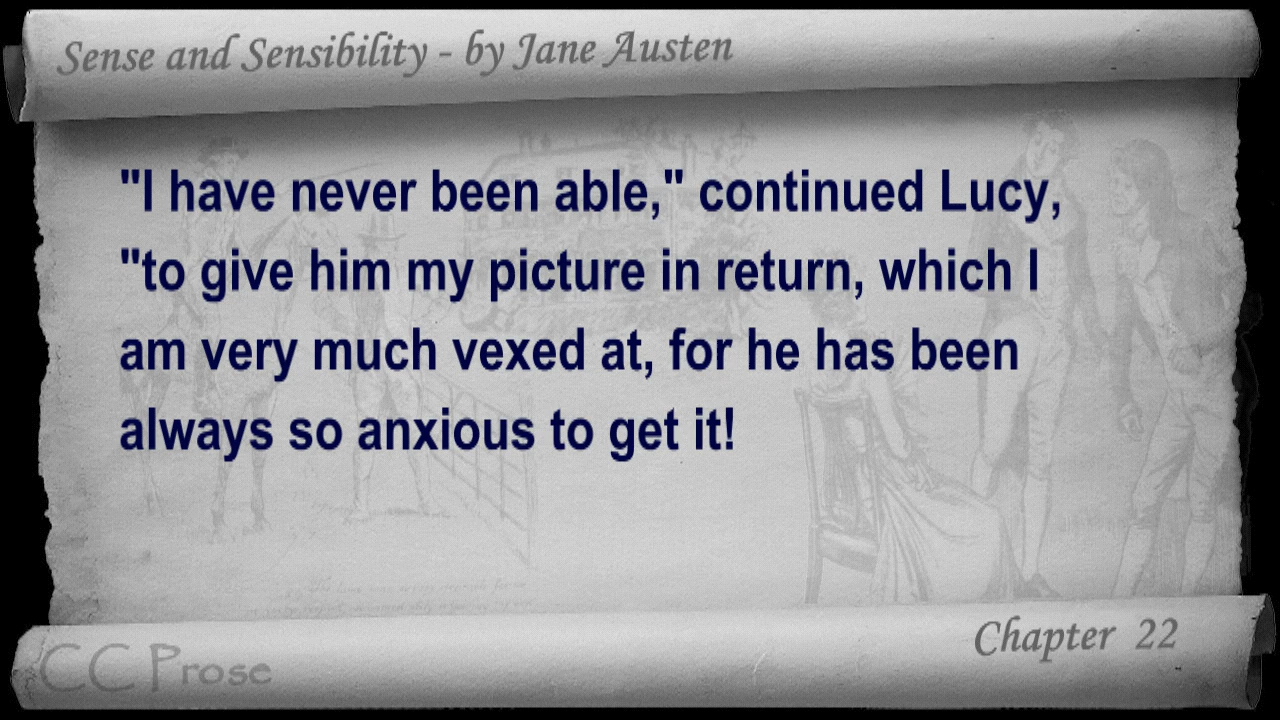 Sense and Sensibility - by Jane Austen
"I have never been able," continued Lucy,
"to give him my picture in return, which I
am very much vexed at, for he has been
always so anxious to get it!
Chapter 22
CC Prose